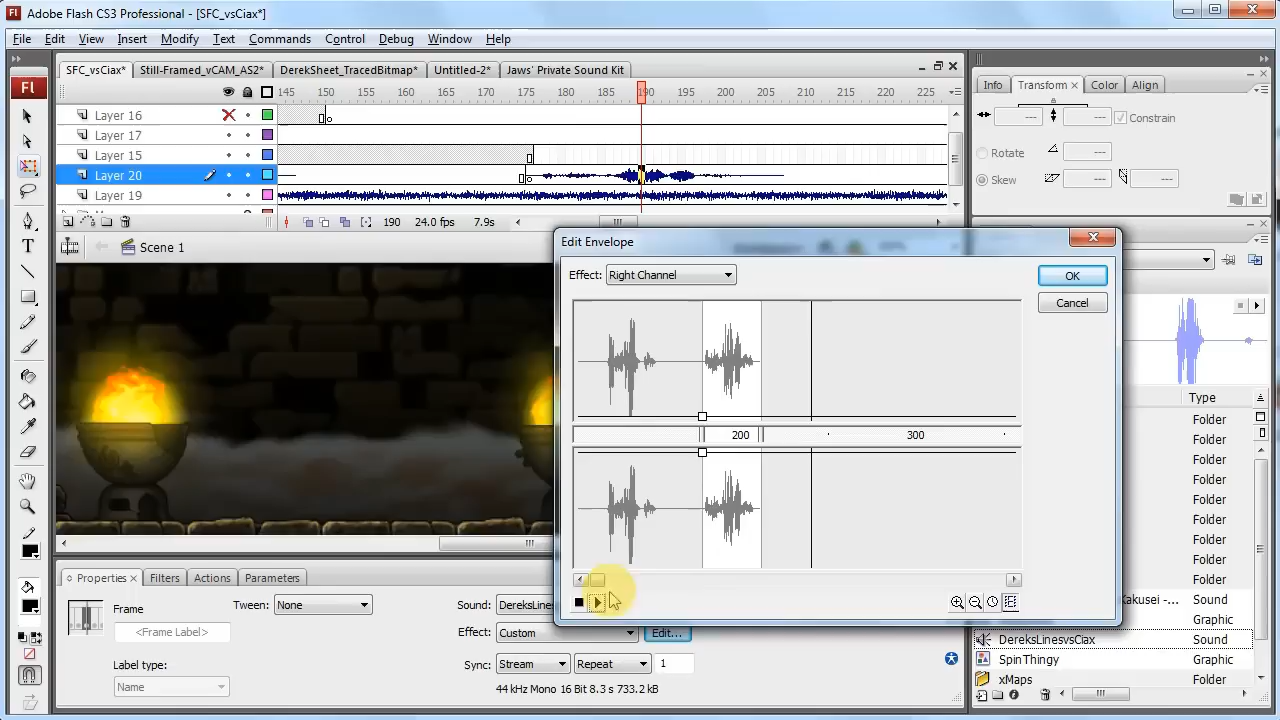 Adobe Flash CS3 Professional - [SFC_vsCiax*]
File Edit View Insert Modify Text Commands Control Debug Window Help
SFC_vsCiax* Still-Framed_vCAM_AS2* DerekSheet_TracedBitmap* Untitled-2* Jaws' Private Sound Kit
Info Transform Color Align
145 150 155 160 165 170 175 180 185 190 195 200 205 210 215 220 225
Layer 16
Layer 17
Layer 15
Layer 20
Layer 19
Constrain
Rotate
Skew
190 24.0 fps 7.9s
Scene 1
Edit Envelope
Effect: Right Channel
OK
Cancel
200 300
Type
Folder
Folder
Folder
Folder
Folder
Folder
Folder
Folder
Folder
Kakusei -... Sound
Graphic
DereksLinesvsCiax Sound
SpinThingy Graphic
xMaps Folder
Properties Filters Actions Parameters
Frame
<Frame Label>
Label type:
Name
Tween: None
Sound: DereksLine
Effect: Custom Edit...
Sync: Stream Repeat 1
44 kHz Mono 16 Bit 8.3 s 733.2 kB